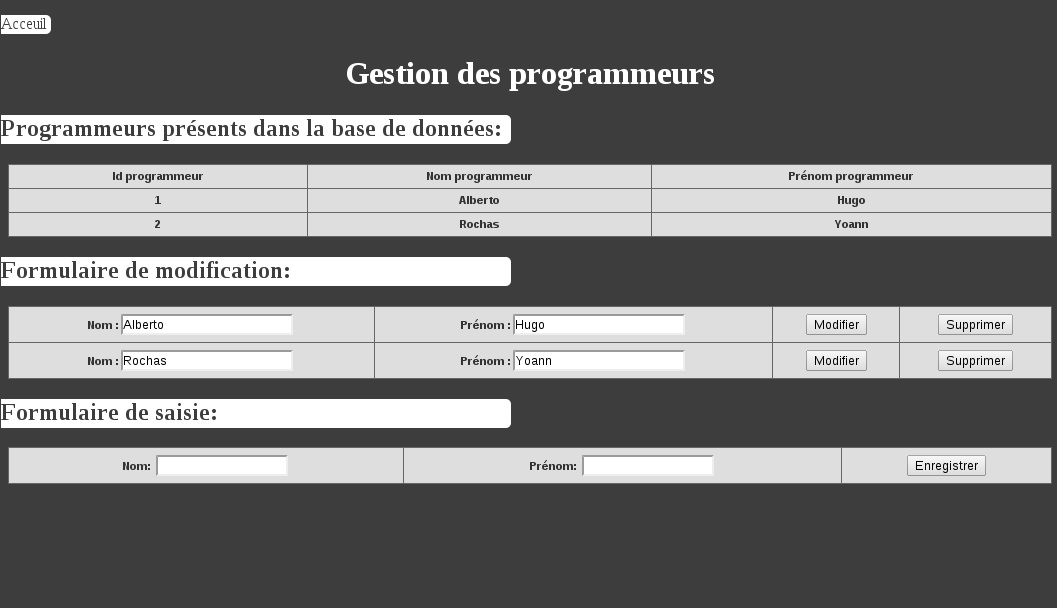 Acceuil
Gestion des programmeurs
Programmeurs présents dans la base de données:
Id programmeur Nom programmeur Prénom programmeur
1 Alberto Hugo
2 Rochas Yoann
Formulaire de modification:
Nom : Alberto Prénom : Hugo Modifier Supprimer
Nom : Rochas Prénom : Yoann Modifier Supprimer
Formulaire de saisie:
Nom: Prénom: Enregistrer